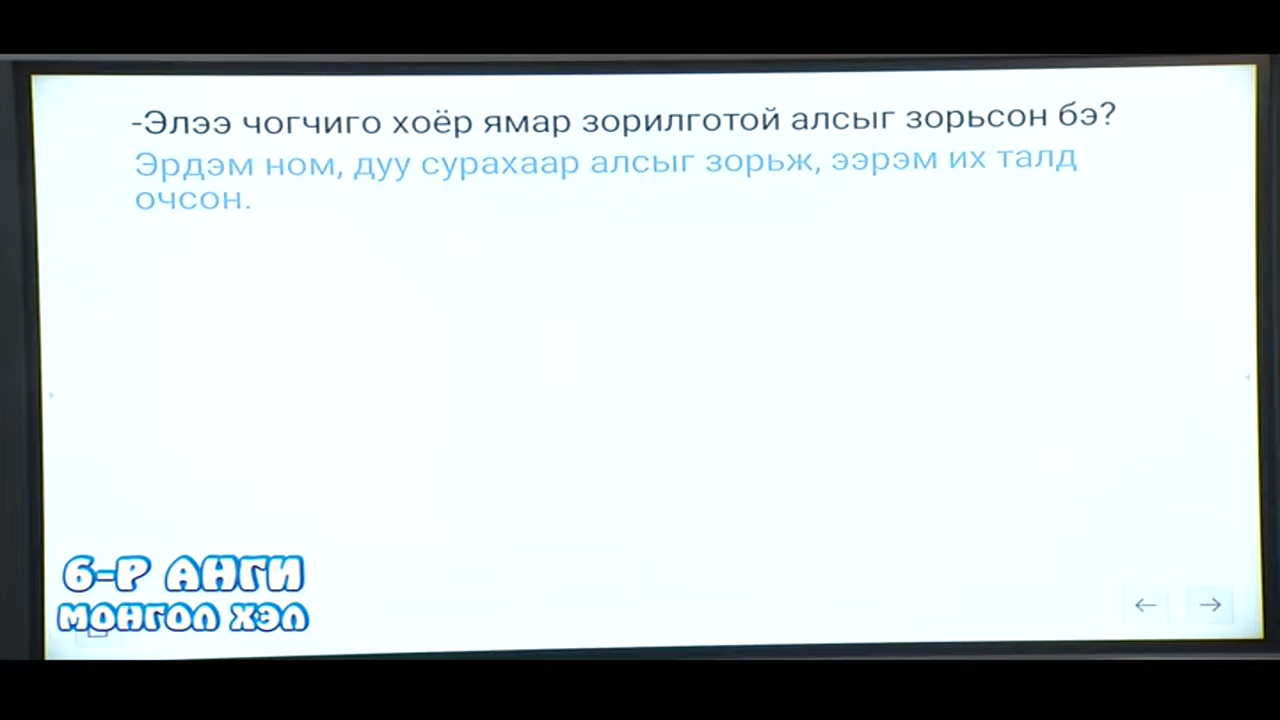 -Элээ чогчиго хоёр ямар зорилготой алсыг зорьсон бэ?
Эрдэм ном, дуу сурахаар алсыг зорьж, ээрэм их талд
очсон.
6-Р АНГИ
МОНГОЛ ХЭЛ